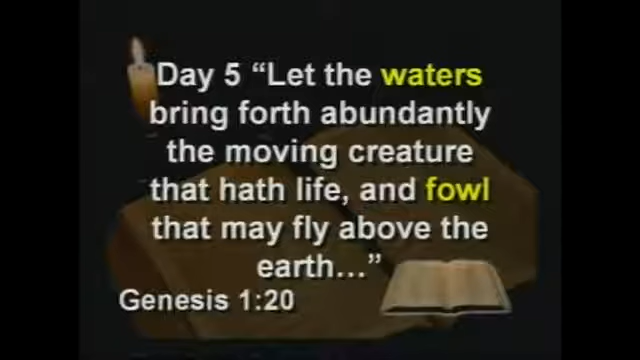 Day 5 “Let the waters
bring forth abundantly
the moving creature
that hath life, and fowl
that may fly above the
earth...”
Genesis 1:20